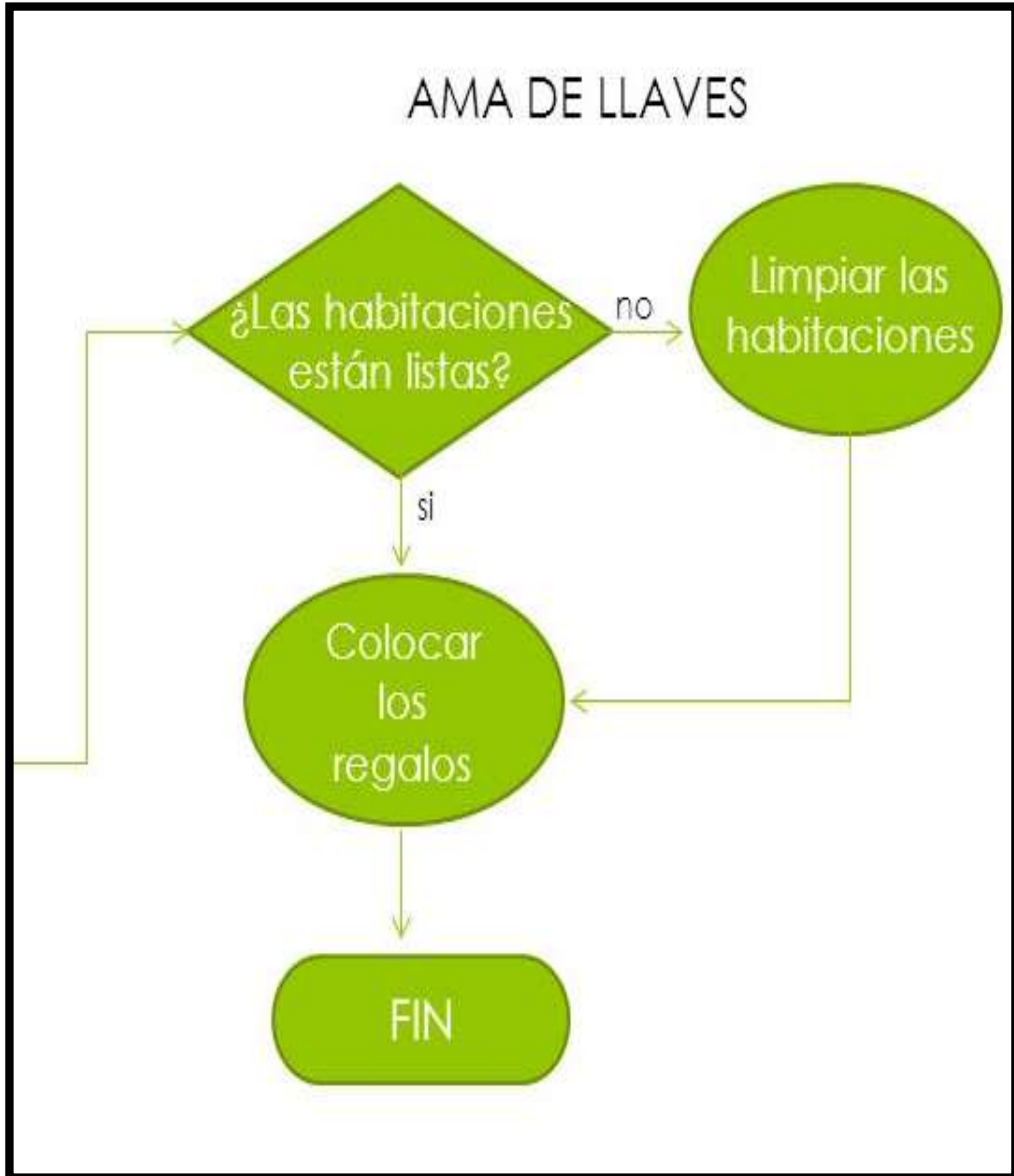 AMA DE LLAVES
¿Las habitaciones
están listas?
no
Limpiar las
habitaciones
si
Colocar
los
regalos
FIN